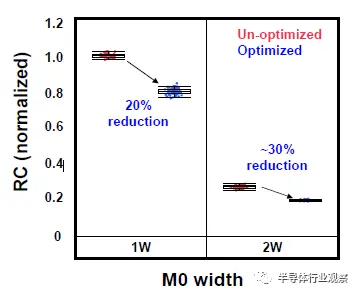 1.2
1.0
0.8
0.6
0.4
0.2
0
RC (normalized)
Un-optimized
Optimized
20%
reduction
~30%
reduction
1W
2W
M0 width
半导体行业观察